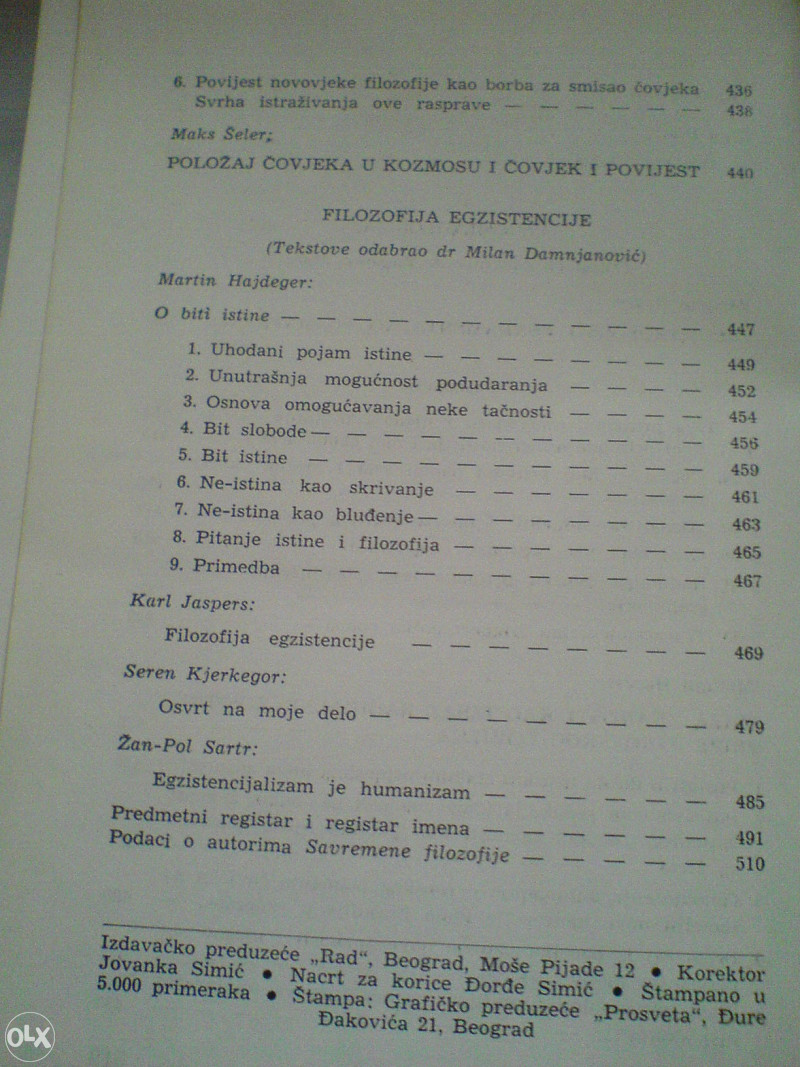 6. Povijest novovjeke filozofije kao borba za smisao čovjeka 436
Svrha istraživanja ove rasprave — — — — — — 438
Maks Šeler;
POLOŽAJ ČOVJEKA U KOZMOSU I ČOVJEK I POVIJEST 440
FILOZOFIJA EGZISTENCIJE
(Tekstove odabrao dr Milan Damnjanović)
Martin Hajdeger:
O biti istine — — — — — — — — — — — — 447
1. Uhodani pojam istine — — — — — — — — 449
2. Unutrašnja mogućnost podudaranja — — — — 452
3. Osnova omogućavanja neke tačnosti — — — — 454
4. Bit slobode — — — — — — — — — — — 456
5. Bit istine — — — — — — — — — — — 459
6. Ne-istina kao skrivanje — — — — — — — 461
7. Ne-istina kao bluđenje — — — — — — — — 463
8. Pitanje istine i filozofija — — — — — — — 465
9. Primedba — — — — — — — — — — — 467
Karl Jaspers:
Filozofija egzistencije — — — — — — — — 469
Seren Kjerkegor:
Osvrt na moje delo — — — — — — — — — 479
Žan-Pol Sartr:
Egzistencijalizam je humanizam — — — — — — 485
Predmetni registar i registar imena — — — — — — 491
Podaci o autorima Savremene filozofije — — — — — 510
Izdavačko preduzeće „Rad“, Beograd, Moše Pijade 12 • Korektor
Jovanka Simić • Nacrt za korice Đorđe Simić • Štampano u
5.000 primeraka • Štampa: Grafičko preduzeće „Prosveta“, Đure
Đakovića 21, Beograd
OLX